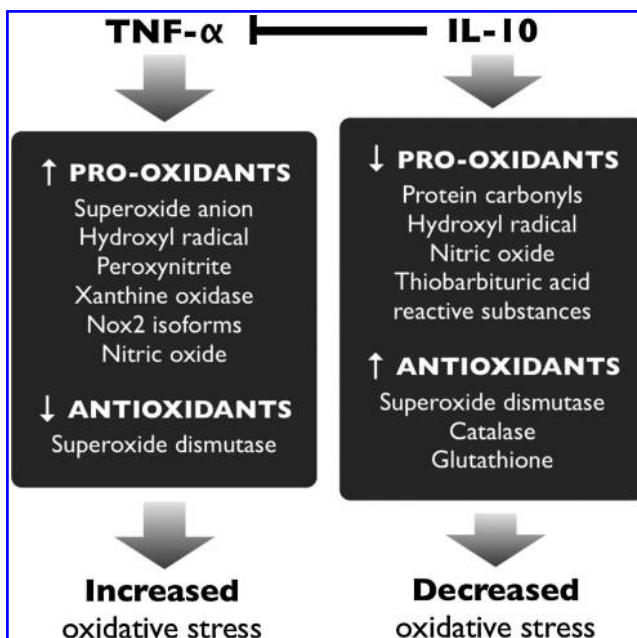 TNF-α
IL-10
↑ PRO-OXIDANTS
Superoxide anion
Hydroxyl radical
Peroxynitrite
Xanthine oxidase
Nox2 isoforms
Nitric oxide
↓ ANTIOXIDANTS
Superoxide dismutase
Increased
oxidative stress
↓ PRO-OXIDANTS
Protein carbonyls
Hydroxyl radical
Nitric oxide
Thiobarbituric acid
reactive substances
↑ ANTIOXIDANTS
Superoxide dismutase
Catalase
Glutathione
Decreased
oxidative stress